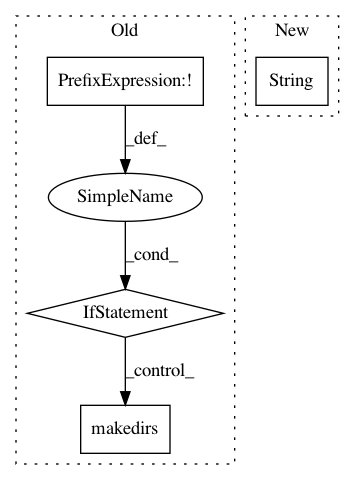 Old
New
PrefixExpression:!
String
_def_
SimpleName
_cond_
IfStatement
_control_
makedirs